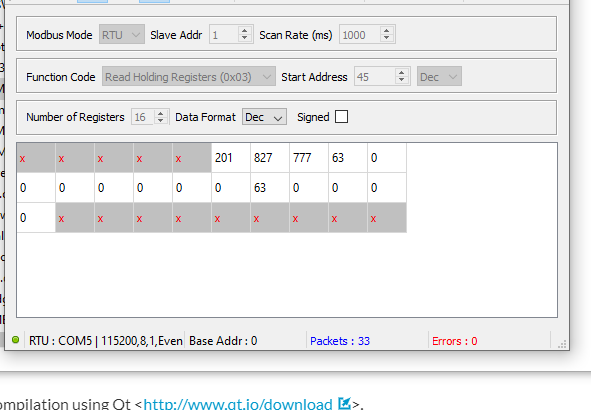 Modbus Mode RTU Slave Addr 1 Scan Rate (ms) 1000
Function Code Read Holding Registers (0x03) Start Address 45 Dec
Number of Registers 16 Data Format Dec Signed
x x x x x 201 827 777 63 0
0 0 0 0 0 0 63 0 0 0
0 x x x x x x x x x
RTU : COM5 | 115200,8,1,Even Base Addr : 0 Packets : 33 Errors : 0
ompilation using Qt <http://www.qt.io/download>.